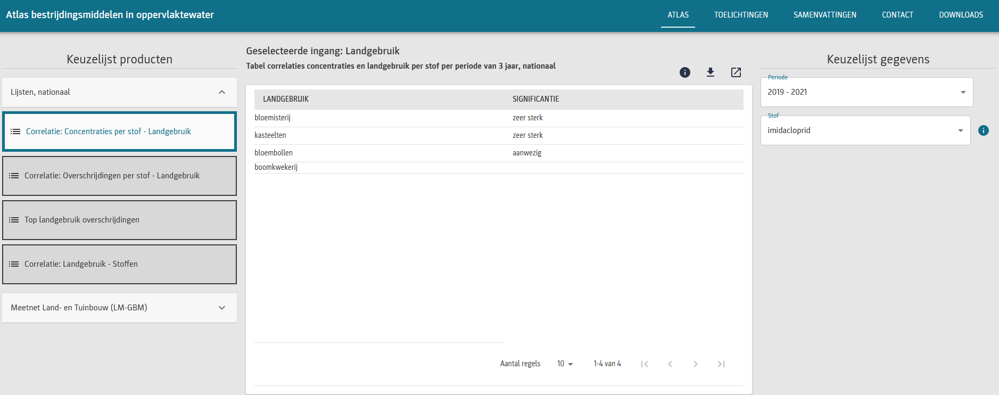 Atlas bestrijdingsmiddelen in oppervlaktewater
ATLAS TOELICHTINGEN SAMENVATTINGEN CONTACT DOWNLOADS
Keuzelijst producten
Lijsten, nationaal
Correlatie: Concentraties per stof - Landgebruik
Correlatie: Overschrijdingen per stof - Landgebruik
Top landgebruik overschrijdingen
Correlatie: Landgebruik - Stoffen
Meetnet Land- en Tuinbouw (LM-GBM)
Geselecteerde ingang: Landgebruik
Tabel correlaties concentraties en landgebruik per stof per periode van 3 jaar, nationaal
LANDGEBRUIK SIGNIFICANTIE
bloemisterij zeer sterk
kasteelten zeer sterk
bloembollen aanwezig
boomkwekerij
Aantal regels 10 1-4 van 4
Keuzelijst gegevens
Periode
2019 - 2021
Stof
imidacloprid